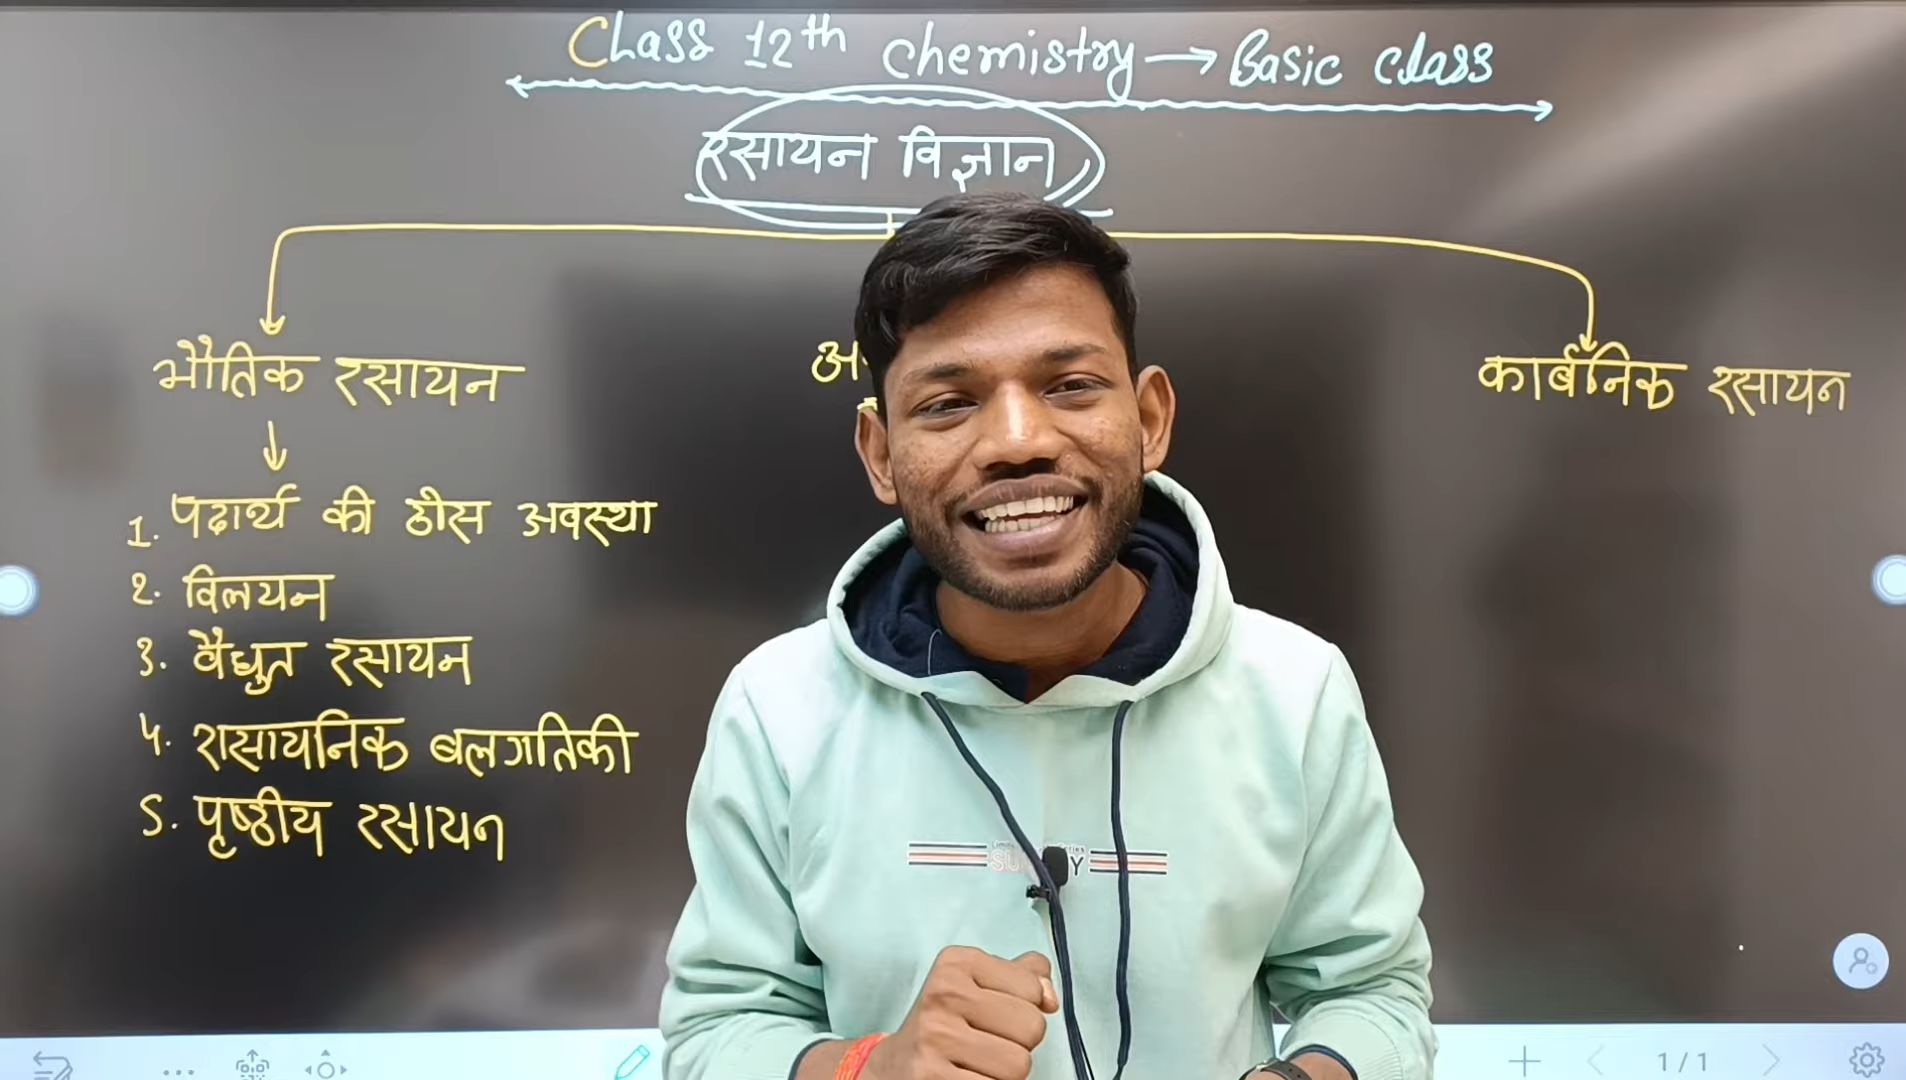 Class 12th chemistry → Basic class
रसायन विज्ञान
भौतिक रसायन
कार्बनिक रसायन
1. पदार्थ की ठोस अवस्था
2. विलयन
3. वैधुत रसायन
4. रासायनिक बलगतिकी
5. पृष्ठीय रसायन
1/1